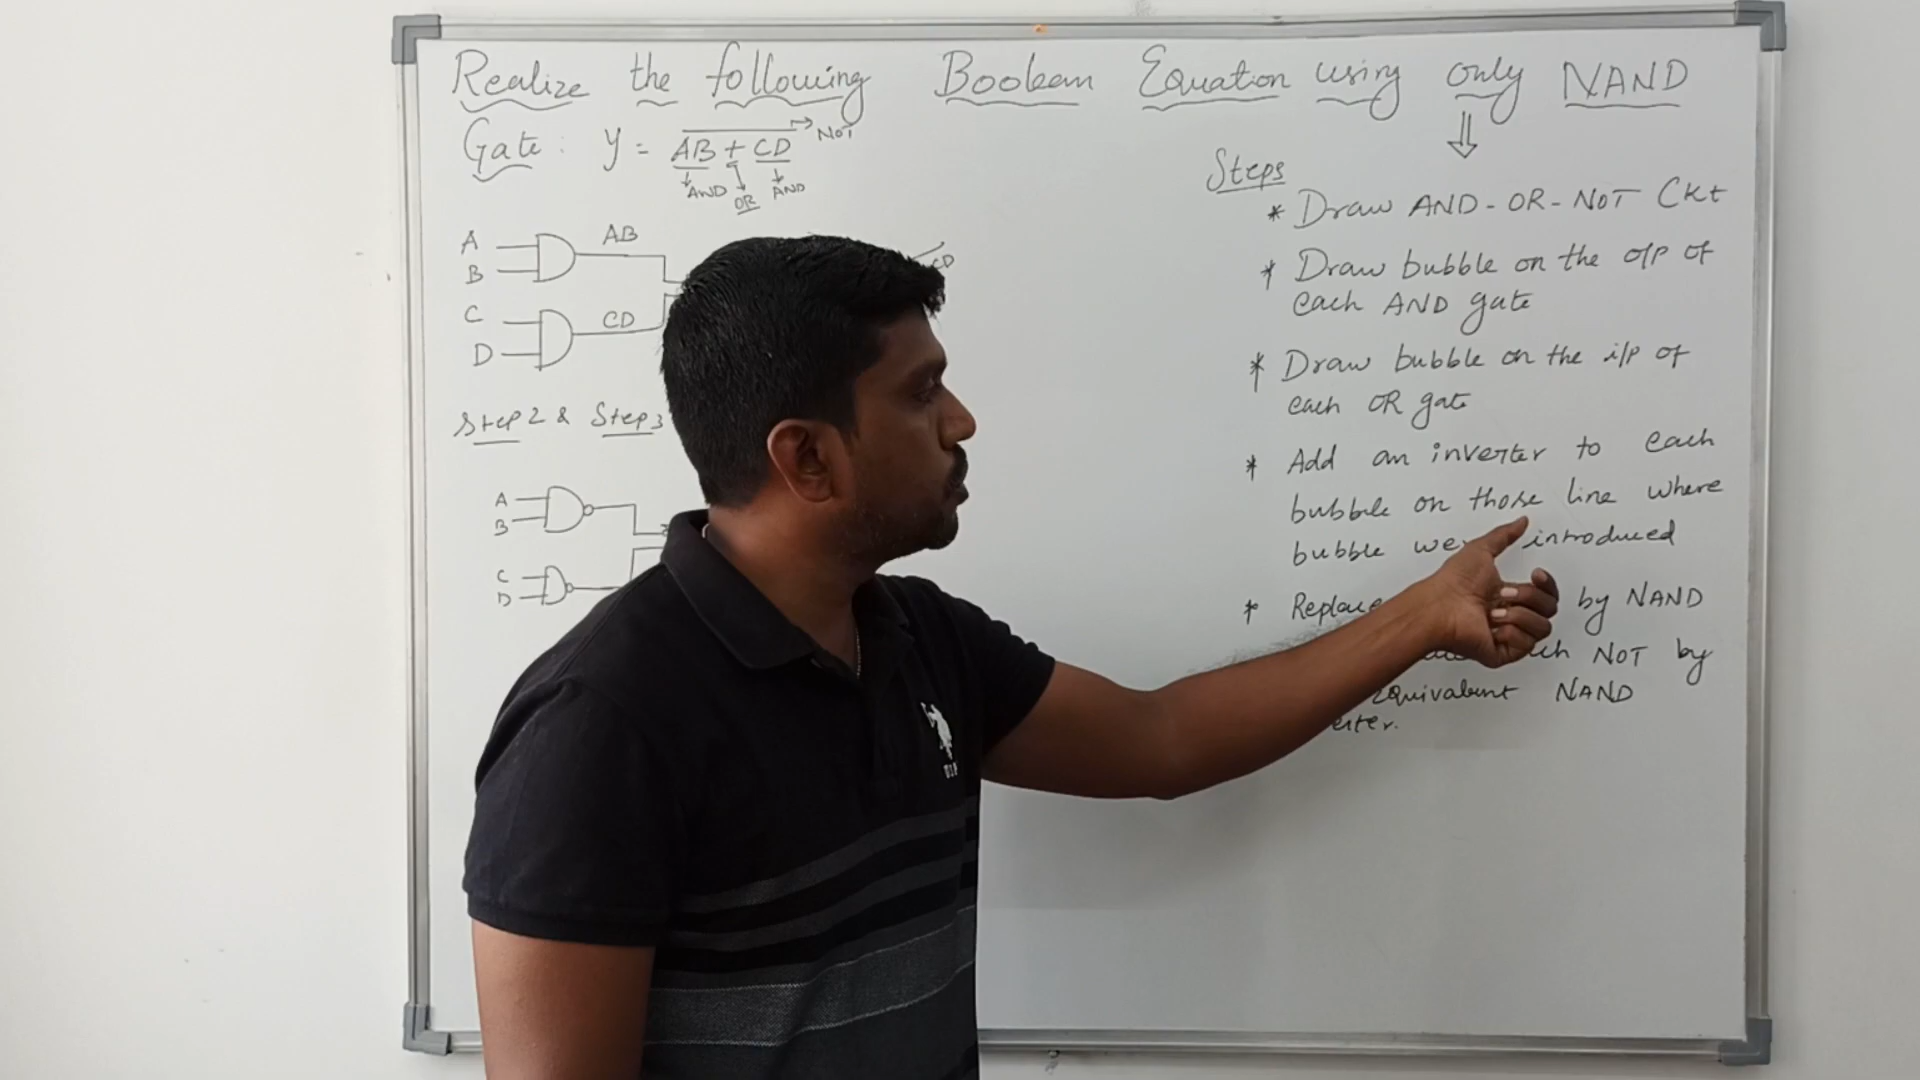 Realize the following Boolean Equation using only NAND
Gate : Y = AB + CD → NOT
AND OR AND
Steps
* Draw AND-OR-NOT Ckt
* Draw bubble on the o/p of
each AND gate
* Draw bubble on the i/p of
each OR gate
* Add an inverter to each
bubble on those line where
bubble introduced
* Replace by NAND
NOT by
equivalent NAND
A
B
AB
C
D
CD
CD
Step 2 & Step 3
A
B
C
D